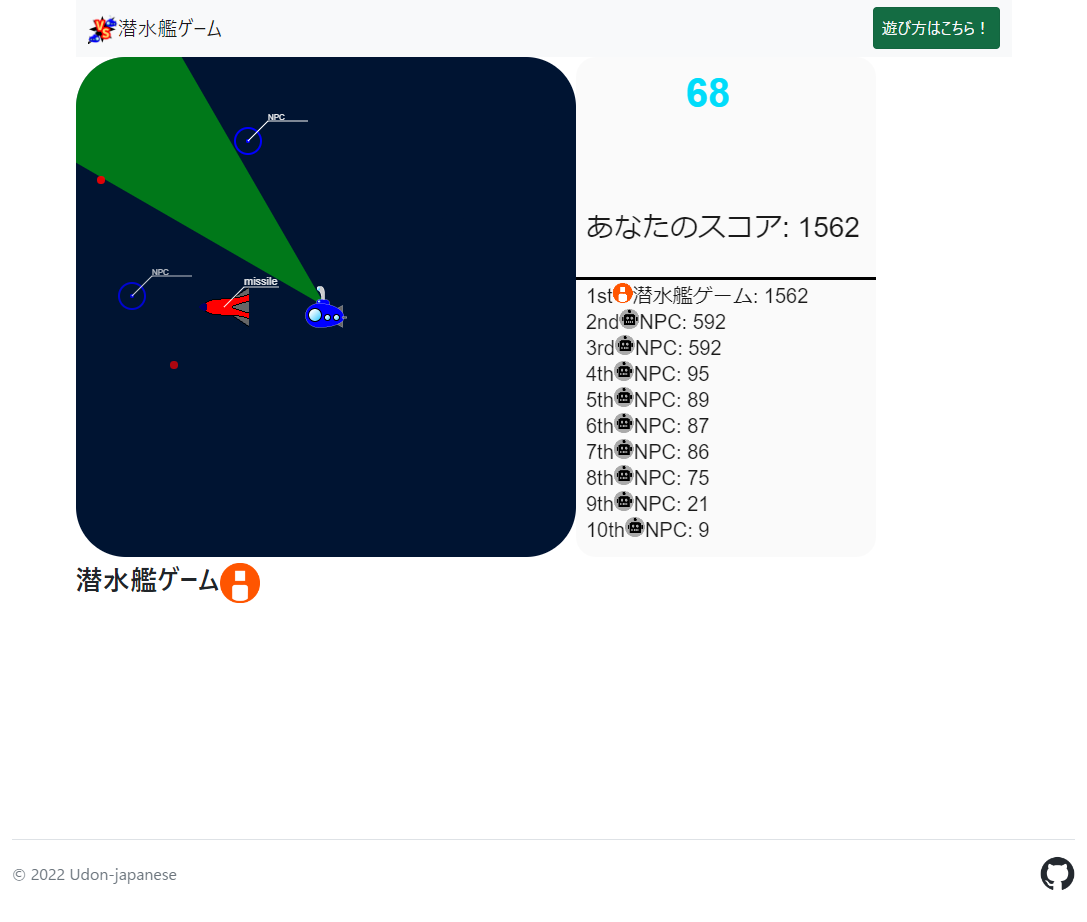 潜水艦ゲーム
遊び方はこちら！
68
NPC
NPC
missile
あなたのスコア: 1562
1st潜水艦ゲーム: 1562
2ndNPC: 592
3rdNPC: 592
4thNPC: 95
5thNPC: 89
6thNPC: 87
7thNPC: 86
8thNPC: 75
9thNPC: 21
10thNPC: 9
潜水艦ゲーム
© 2022 Udon-japanese